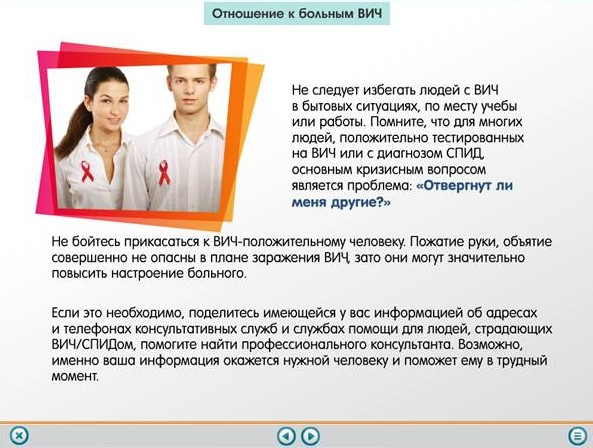 Отношение к больным ВИЧ
Не следует избегать людей с ВИЧ
в бытовых ситуациях, по месту учебы
или работы. Помните, что для многих
людей, положительно тестированных
на ВИЧ или с диагнозом СПИД,
основным кризисным вопросом
является проблема: «Отвергнут ли
меня другие?»
Не бойтесь прикасаться к ВИЧ-положительному человеку. Пожатие руки, объятие
совершенно не опасны в плане заражения ВИЧ, зато они могут значительно
повысить настроение больного.
Если это необходимо, поделитесь имеющейся у вас информацией об адресах
и телефонах консультативных служб и службах помощи для людей, страдающих
ВИЧ/СПИДом, помогите найти профессионального консультанта. Возможно,
именно ваша информация окажется нужной человеку и поможет ему в трудный
момент.